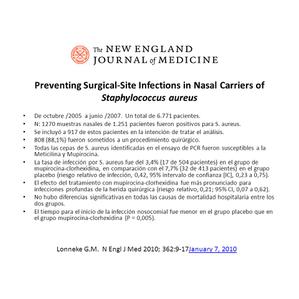 The NEW ENGLAND
JOURNAL of MEDICINE
Preventing Surgical-Site Infections in Nasal Carriers of
Staphylococcus aureus
• De octubre /2005 a junio /2007. Un total de 6.771 pacientes.
• N: 1270 muestras nasales de 1.251 pacientes fueron positivos para S. aureus.
• Se incluyó a 917 de estos pacientes en la intención de tratar el análisis.
• 808 (88,1%) fueron sometidos a un procedimiento quirúrgico.
• Todas las cepas de S. aureus identificadas en el ensayo de PCR fueron susceptibles a la
Meticilina y Mupirocina.
• La tasa de infección por S. aureus fue del 3,4% (17 de 504 pacientes) en el grupo de
mupirocina-clorhexidina, en comparación con el 7,7% (32 de 413 pacientes) en el grupo
placebo (riesgo relativo de infección, 0,42, 95% intervalo de confianza [IC], 0,23 a 0,75).
• El efecto del tratamiento con mupirocina-clorhexidina fue más pronunciado para
infecciones profundas de la herida quirúrgica (riesgo relativo, 0,21; 95% CI, 0,07 a 0,62).
• No hubo diferencias significativas en todas las causas de mortalidad hospitalaria entre los
dos grupos.
• El tiempo para el inicio de la infección nosocomial fue menor en el grupo placebo que en
el grupo mupirocina-clorhexidina (P = 0,005).
Lonneke G.M. N Engl J Med 2010; 362:9-17January 7, 2010